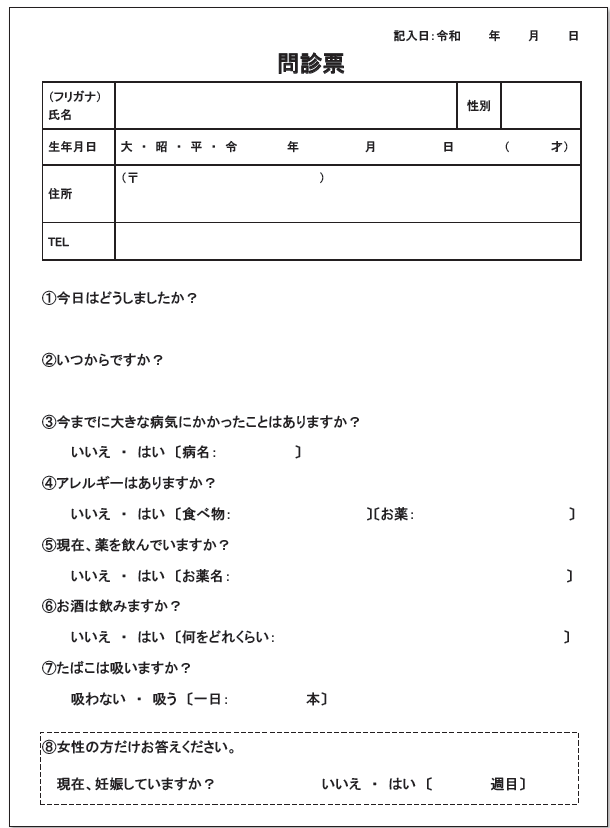 記入日：令和　　年　　月　　日
問診票
（フリガナ）
氏名
性別
生年月日　大 ・ 昭 ・ 平 ・ 令　　　年　　　月　　　日　　（　　才）
住所　（〒　　　　　　）
TEL
①今日はどうしましたか？
②いつからですか？
③今までに大きな病気にかかったことはありますか？
いいえ ・ はい 〔病名：　　　　　〕
④アレルギーはありますか？
いいえ ・ はい 〔食べ物：　　　　　　　〕〔お薬：　　　　　　　〕
⑤現在、薬を飲んでいますか？
いいえ ・ はい 〔お薬名：　　　　　　　　　　　〕
⑥お酒は飲みますか？
いいえ ・ はい 〔何をどれくらい：　　　　　　　　　　　〕
⑦たばこは吸いますか？
吸わない ・ 吸う 〔一日：　　　　　本〕
⑧女性の方だけお答えください。
現在、妊娠していますか？　　　　　いいえ ・ はい 〔　　　週目〕